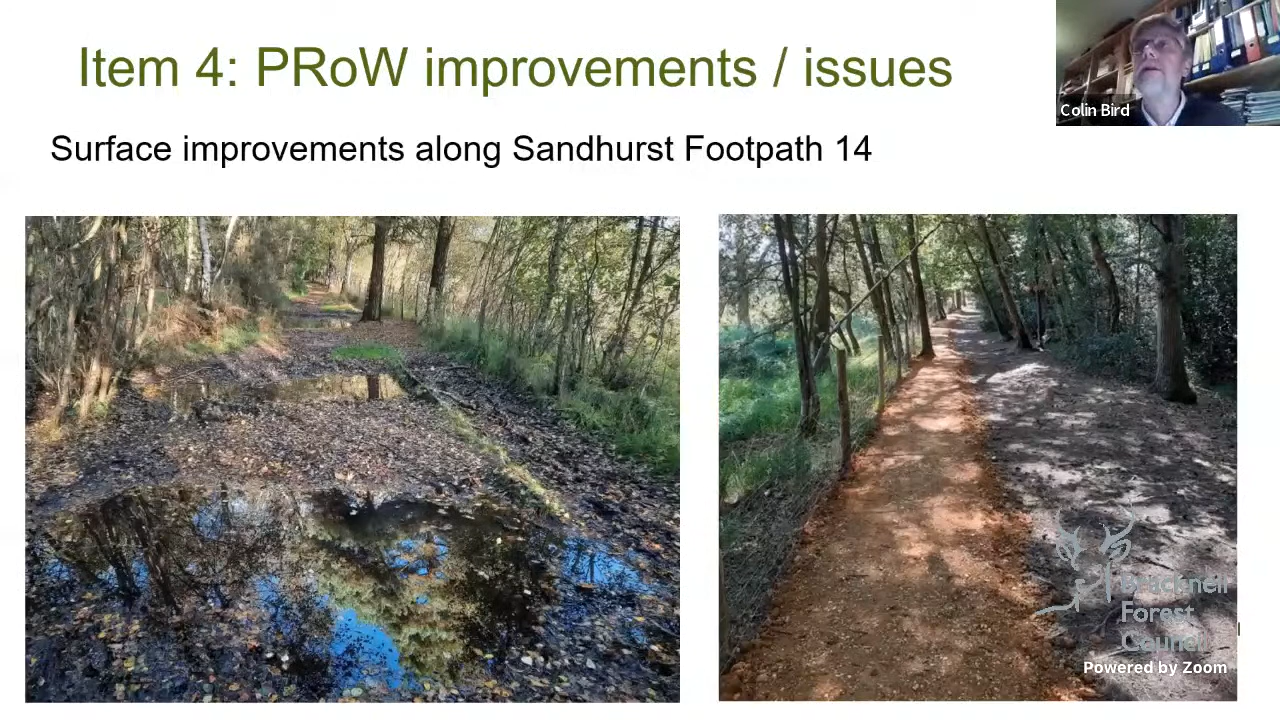 Item 4: PRoW improvements / issues
Colin Bird
Surface improvements along Sandhurst Footpath 14
Bracknell
Forest
Council
Powered by Zoom